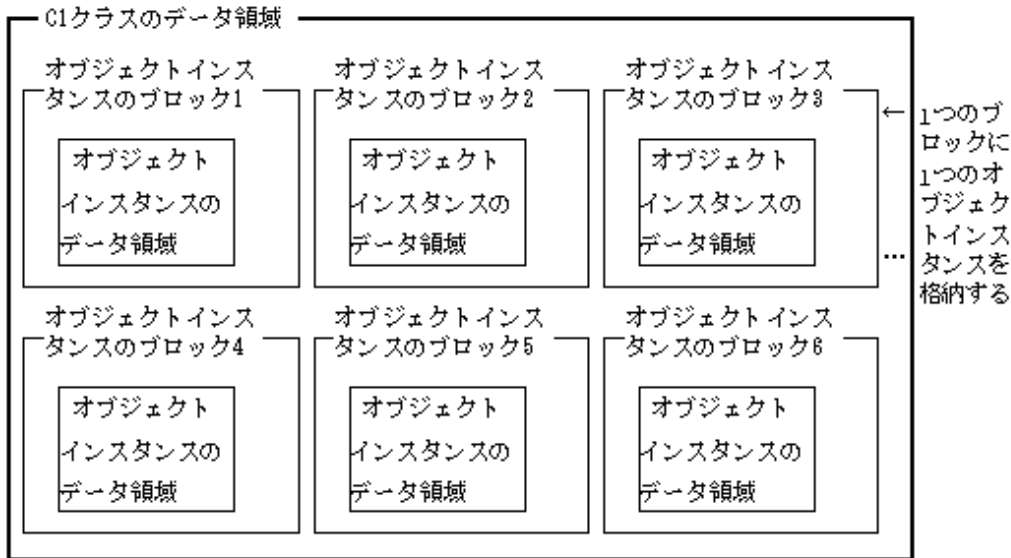 C1クラスのデータ領域
オブジェクトインス
タンスのブロック1
オブジェクト
インスタンスの
データ領域
オブジェクトインス
タンスのブロック2
オブジェクト
インスタンスの
データ領域
オブジェクトインス
タンスのブロック3
オブジェクト
インスタンスの
データ領域
← 1つのブ
ロックに
1つのオ
ブジェク
トインス
タンスを
格納する
…
オブジェクトインス
タンスのブロック4
オブジェクト
インスタンスの
データ領域
オブジェクトインス
タンスのブロック5
オブジェクト
インスタンスの
データ領域
オブジェクトインス
タンスのブロック6
オブジェクト
インスタンスの
データ領域